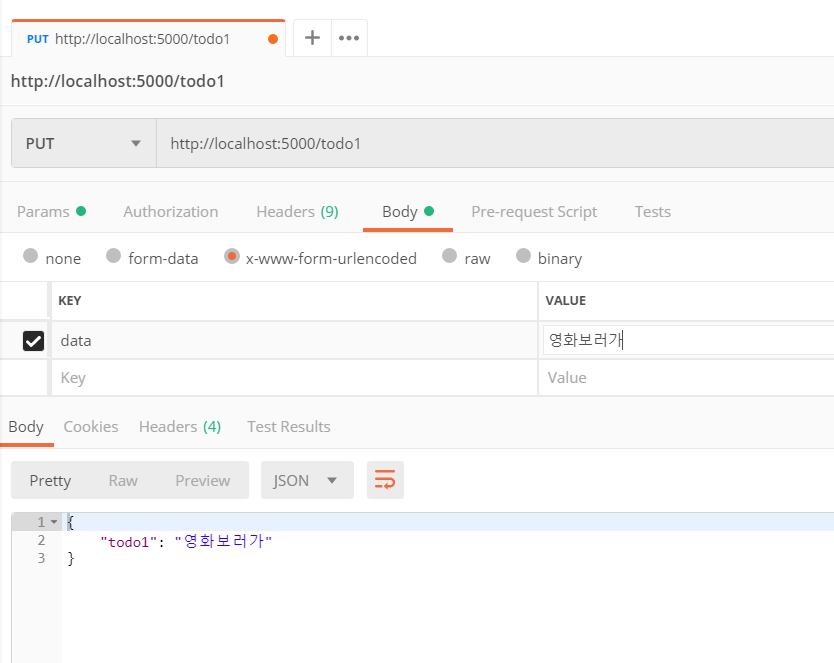 PUT http://localhost:5000/todo1
http://localhost:5000/todo1
PUT http://localhost:5000/todo1
Params Authorization Headers (9) Body Pre-request Script Tests
none form-data x-www-form-urlencoded raw binary
KEY VALUE
data 영화보러가
Key Value
Body Cookies Headers (4) Test Results
Pretty Raw Preview JSON
1 {
2 "todo1": "영화보러가"
3 }